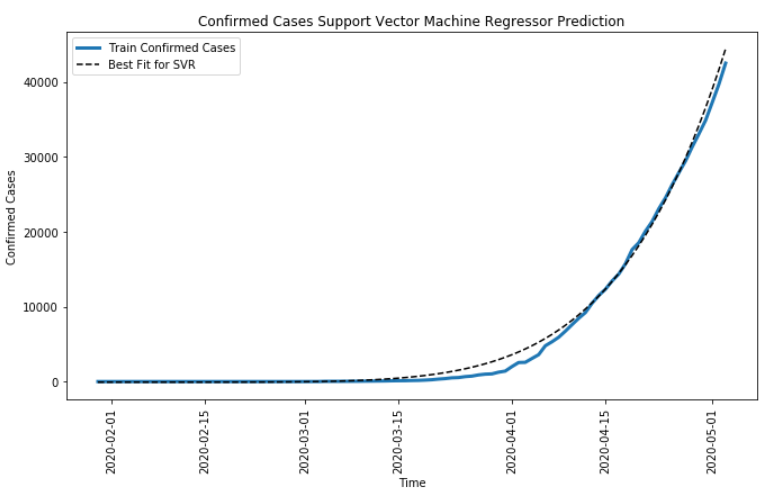 Confirmed Cases Support Vector Machine Regressor Prediction
Train Confirmed Cases
Best Fit for SVR
Confirmed Cases
40000
30000
20000
10000
0
2020-02-01
2020-02-15
2020-03-01
2020-03-15
2020-04-01
2020-04-15
2020-05-01
Time